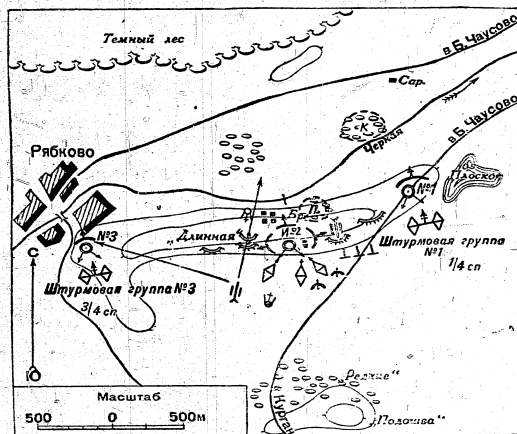 Темный лес
в Б. Чаусово
Сар.
"К"
Черная
в Б. Чаусово
Рябково
"Плоское"
№1
№3
"Длинная"
№2
Штурмовая группа
№1
1/4 сп
С
Штурмовая группа №3
3/4 сп
Ю
"Редкие"
в Курган
"Подошва"
Масштаб
500 0 500м